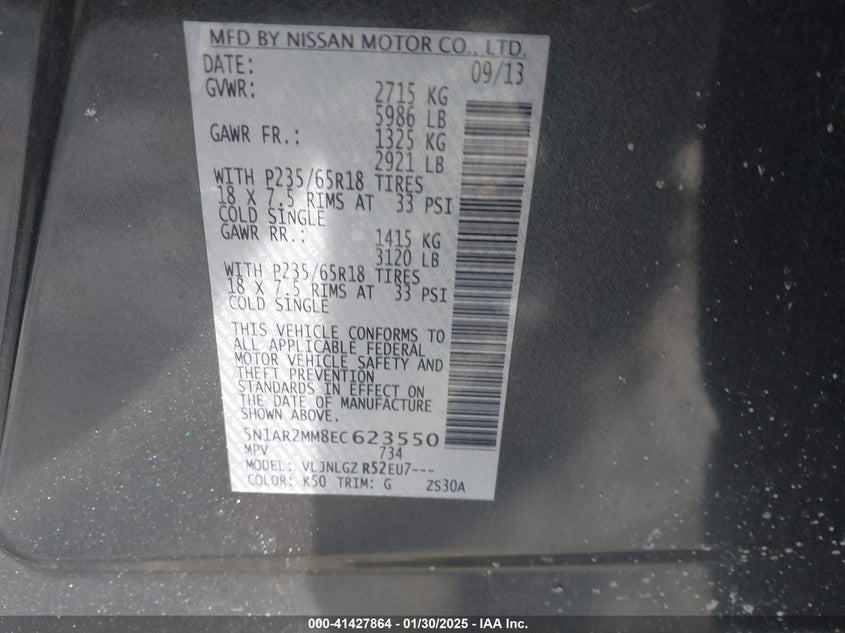 MFD BY NISSAN MOTOR CO., LTD.
DATE: 09/13
GVWR: 2715 KG
5986 LB
GAWR FR.: 1325 KG
2921 LB
WITH P235/65R18 TIRES
18 X 7.5 RIMS AT 33 PSI
COLD SINGLE
GAWR RR.: 1415 KG
3120 LB
WITH P235/65R18 TIRES
18 X 7.5 RIMS AT 33 PSI
COLD SINGLE
THIS VEHICLE CONFORMS TO
ALL APPLICABLE FEDERAL
MOTOR VEHICLE SAFETY AND
THEFT PREVENTION
STANDARDS IN EFFECT ON
THE DATE OF MANUFACTURE
SHOWN ABOVE.
5N1AR2MM8EC623550
MPV 734
MODEL: VLJNLGZ R52EU7---
COLOR: K50 TRIM: G ZS30A
000-41427864 - 01/30/2025 - IAA Inc.